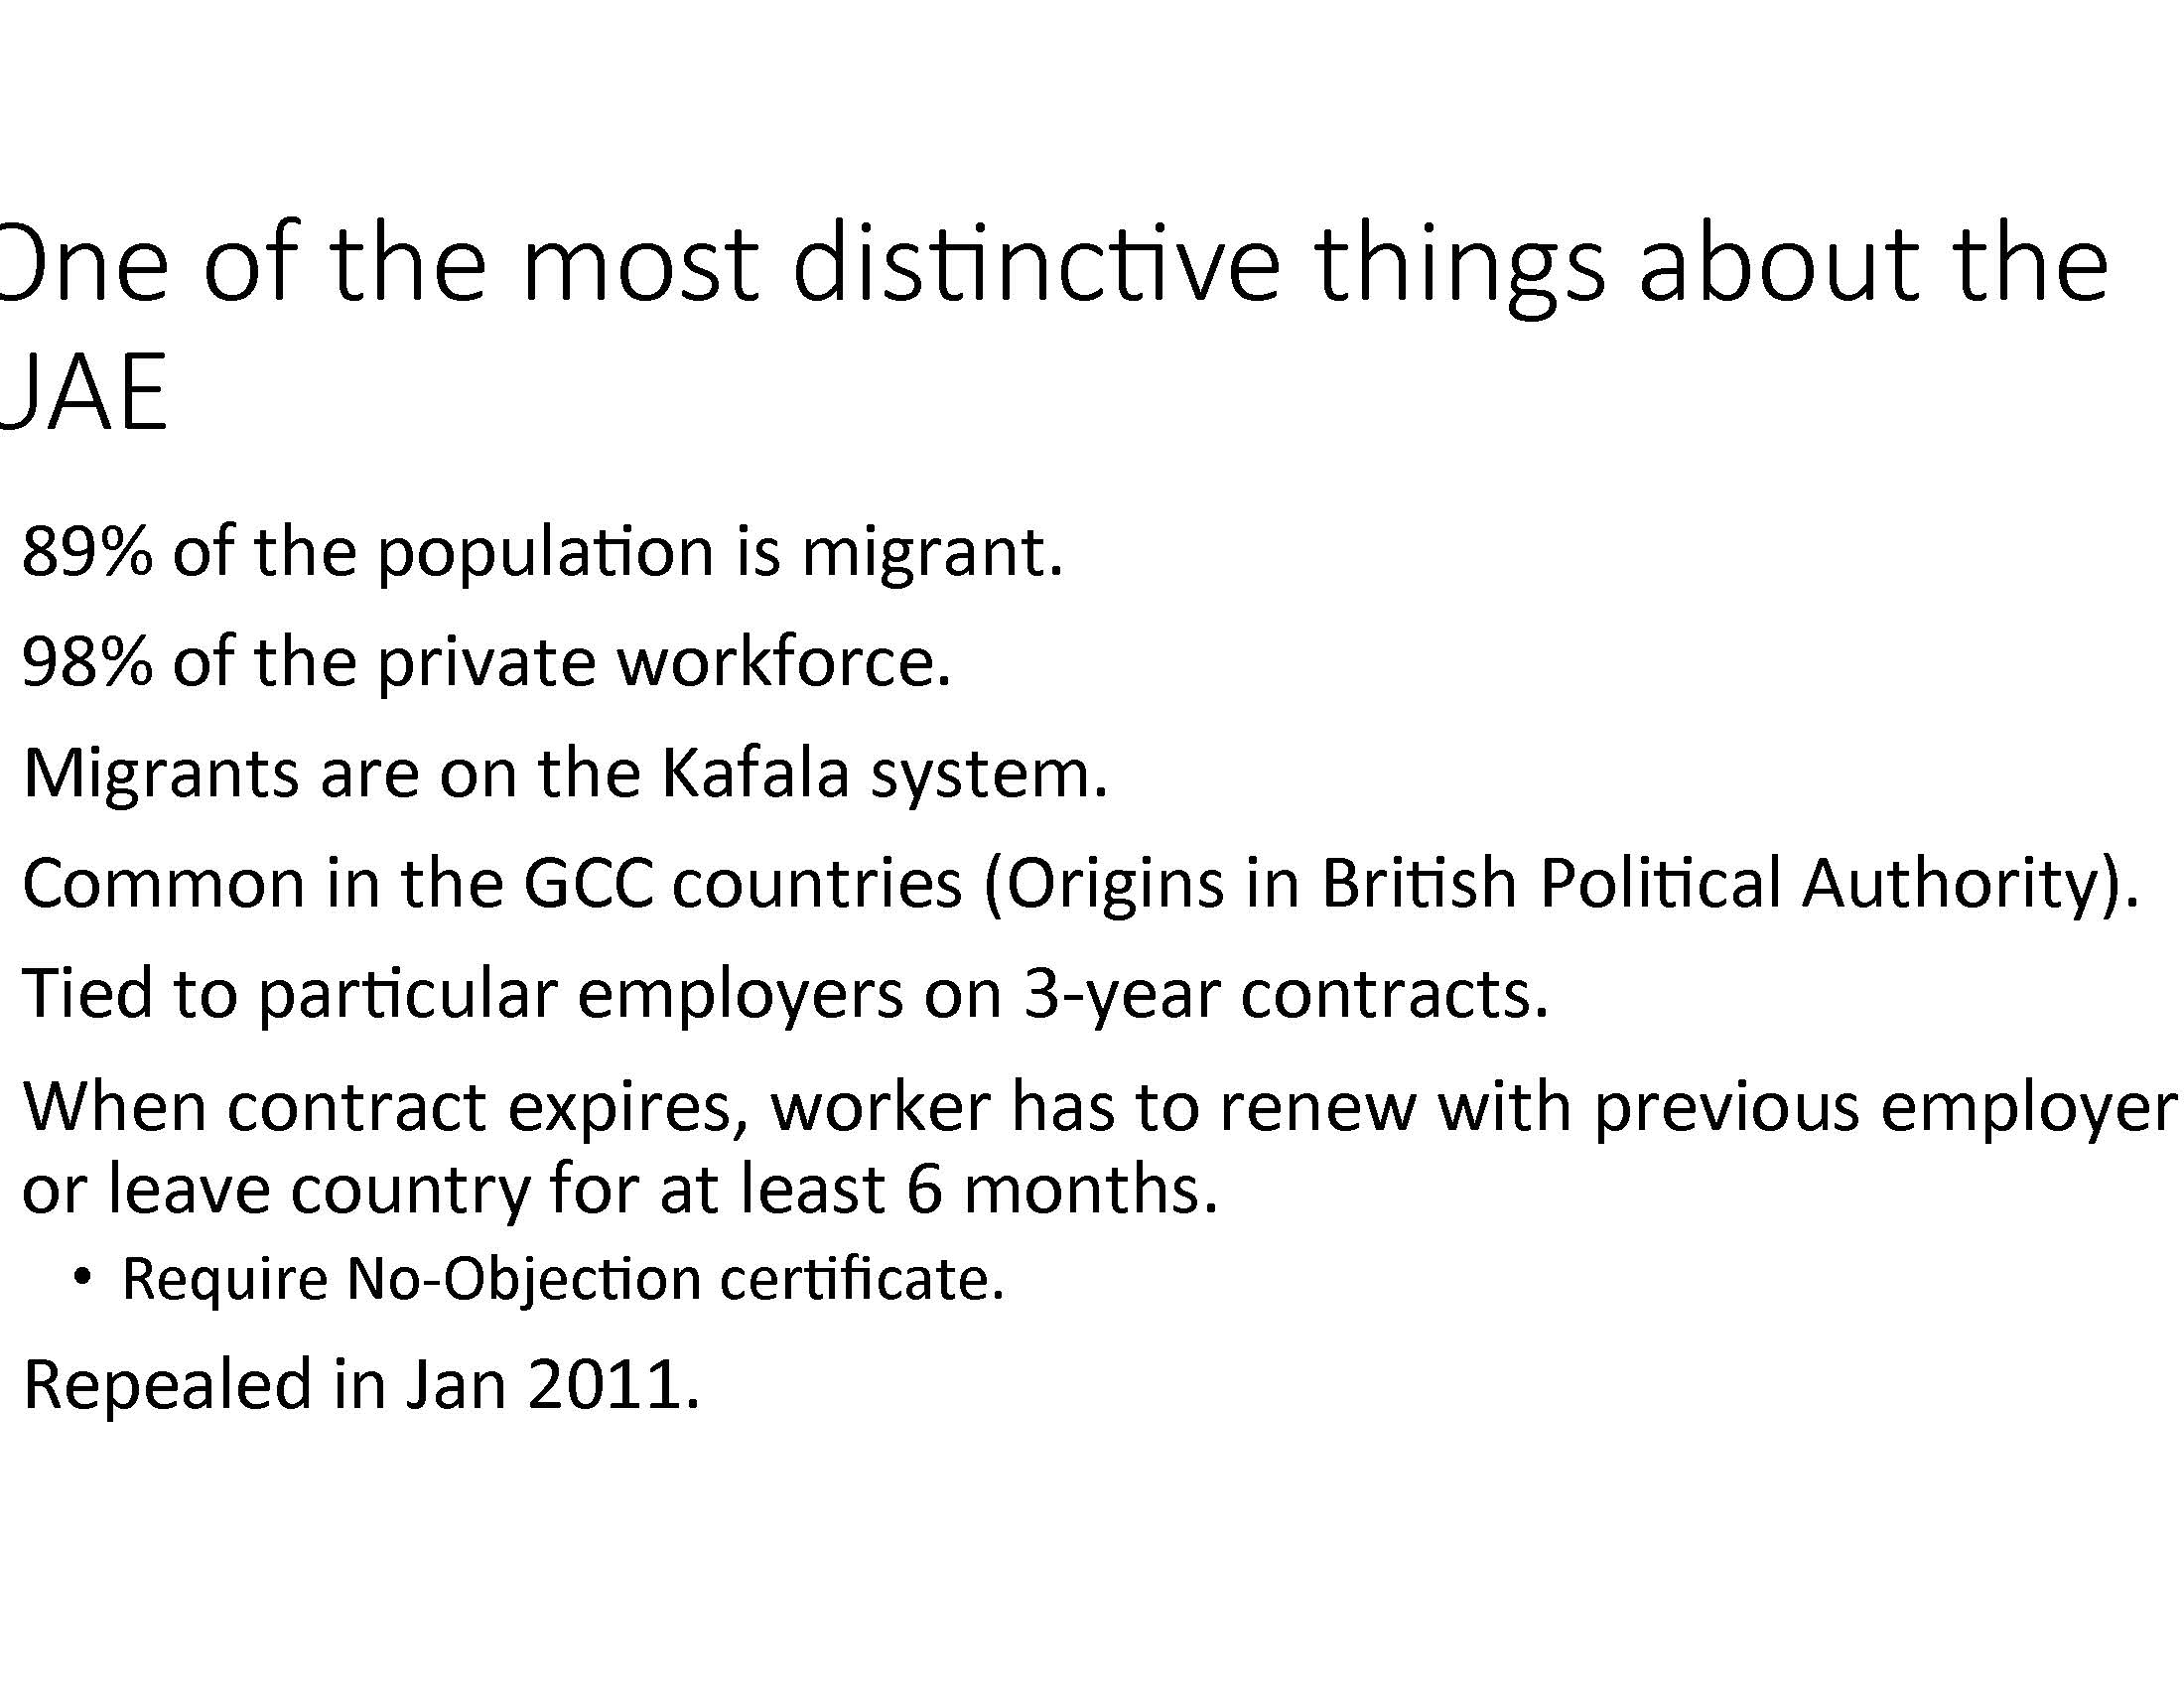 One of the most distinctive things about the
UAE
89% of the population is migrant.
98% of the private workforce.
Migrants are on the Kafala system.
Common in the GCC countries (Origins in British Political Authority).
Tied to particular employers on 3-year contracts.
When contract expires, worker has to renew with previous employer
or leave country for at least 6 months.
• Require No-Objection certificate.
Repealed in Jan 2011.